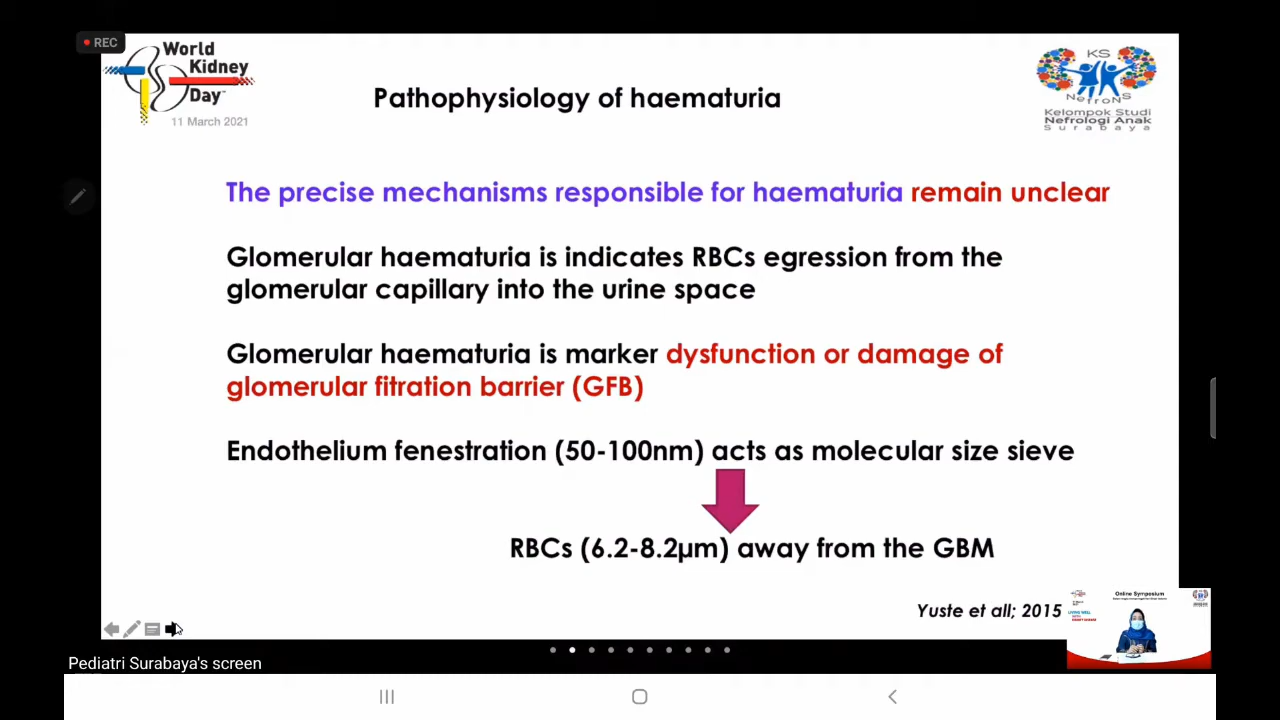 REC
World
Kidney
Day
11 March 2021
Pathophysiology of haematuria
KS
NefroNS
Kelompok Studi
Nefrologi Anak
Surabaya
The precise mechanisms responsible for haematuria remain unclear
Glomerular haematuria is indicates RBCs egression from the
glomerular capillary into the urine space
Glomerular haematuria is marker dysfunction or damage of
glomerular fitration barrier (GFB)
Endothelium fenestration (50-100nm) acts as molecular size sieve
RBCs (6.2-8.2µm) away from the GBM
Yuste et all; 2015
Online Symposium
LIVING WELL
Pediatri Surabaya's screen